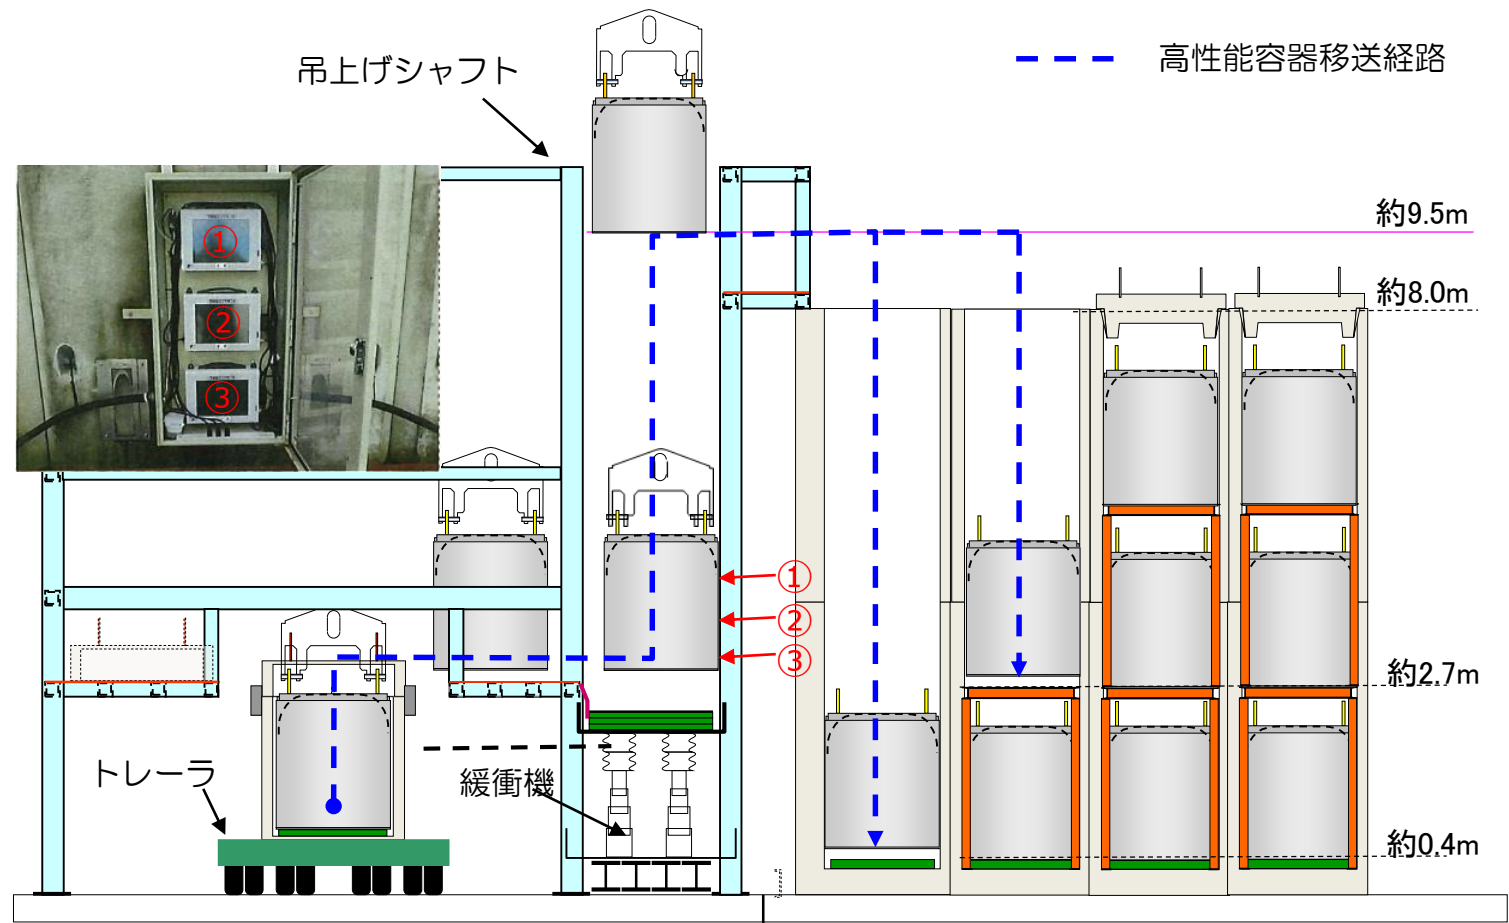 高性能容器移送経路
吊上げシャフト
約9.5m
約8.0m
①
②
③
①
②
③
約2.7m
トレーラ
緩衝機
約0.4m